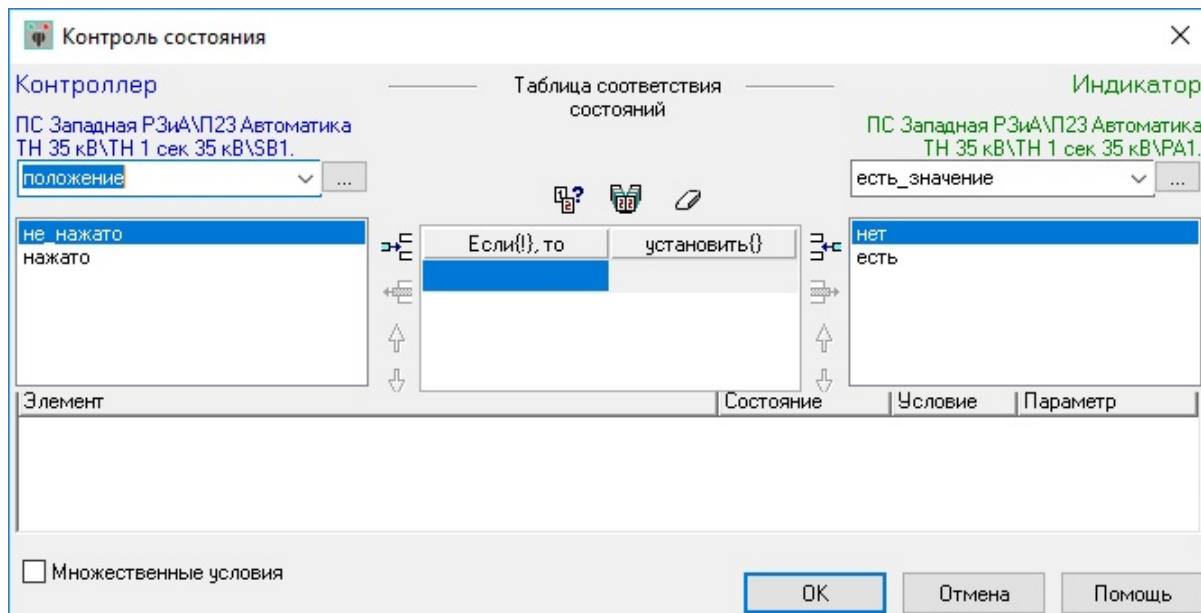 Контроль состояния
Контроллер
Таблица соответствия
состояний
Индикатор
ПС Западная РЗиА\П23 Автоматика
ТН 35 кВ\ТН 1 сек 35 кВ\SB1.
ПС Западная РЗиА\П23 Автоматика
ТН 35 кВ\ТН 1 сек 35 кВ\PA1.
положение
...
есть_значение
...
не_нажато
нажато
Если{!}, то
установить{}
нет
есть
Элемент
Состояние
Условие
Параметр
Множественные условия
OK
Отмена
Помощь